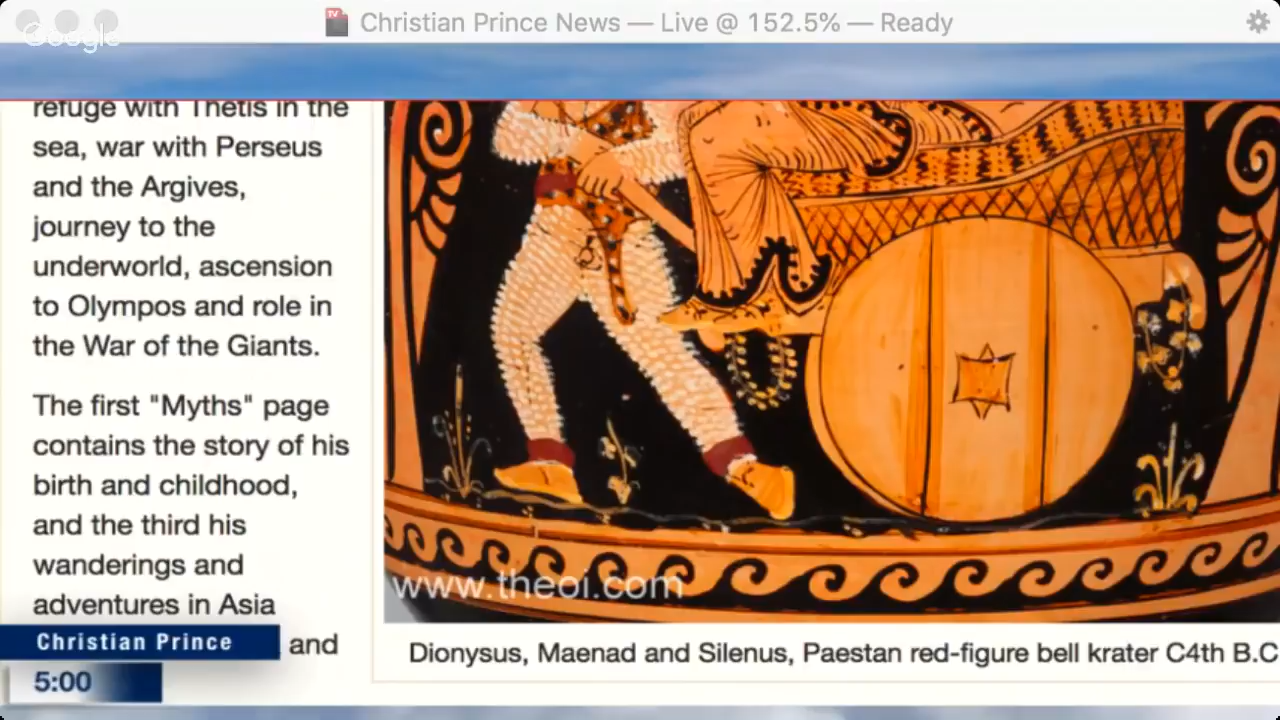 Christian Prince News — Live @ 152.5% — Ready
Google
refuge with Thetis in the
sea, war with Perseus
and the Argives,
journey to the
underworld, ascension
to Olympos and role in
the War of the Giants.
The first "Myths" page
contains the story of his
birth and childhood,
and the third his
wanderings and
adventures in Asia
and
www.theoi.com
Dionysus, Maenad and Silenus, Paestan red-figure bell krater C4th B.C
Christian Prince
5:00